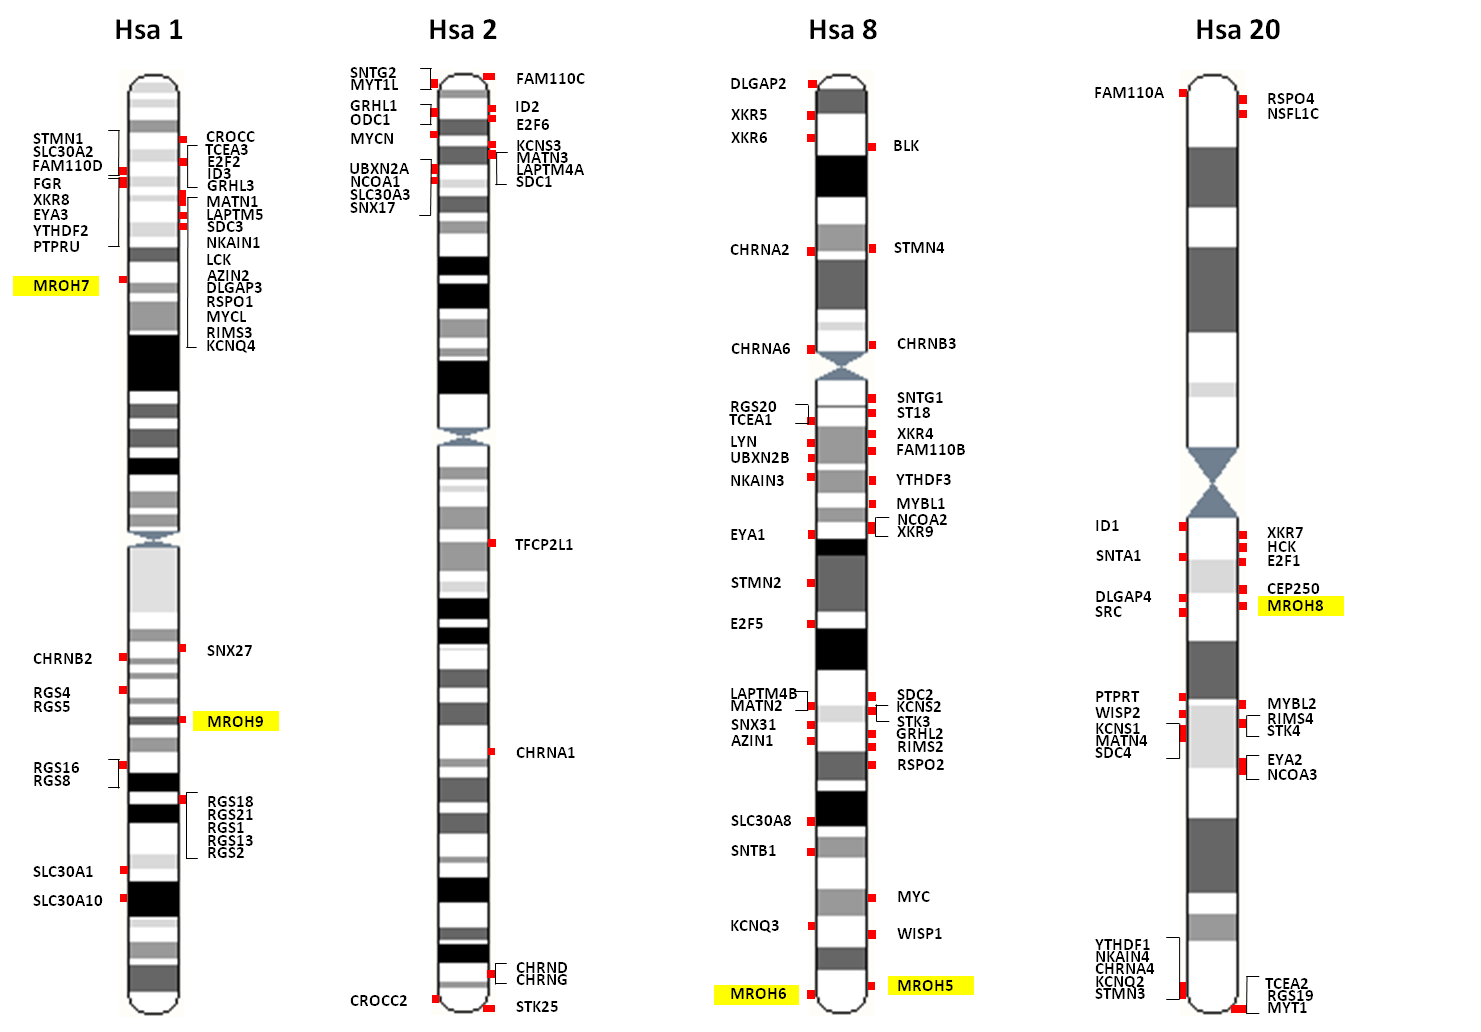 Hsa 1
STMN1
SLC30A2
FAM110D
FGR
XKR8
EYA3
YTHDF2
PTPRU
MROH7
CHRNB2
RGS4
RGS5
RGS16
RGS8
SLC30A1
SLC30A10
CROCC
TCEA3
E2F2
ID3
GRHL3
MATN1
LAPTM5
SDC3
NKAIN1
LCK
AZIN2
DLGAP3
RSPO1
MYCL
RIMS3
KCNQ4
SNX27
MROH9
RGS18
RGS21
RGS1
RGS13
RGS2
Hsa 2
SNTG2
MYT1L
GRHL1
ODC1
MYCN
UBXN2A
NCOA1
SLC30A3
SNX17
CROCC2
FAM110C
ID2
E2F6
KCNS3
MATN3
LAPTM4A
SDC1
TFCP2L1
CHRNA1
CHRND
CHRNG
STK25
Hsa 8
DLGAP2
XKR5
XKR6
CHRNA2
CHRNA6
RGS20
TCEA1
LYN
UBXN2B
NKAIN3
EYA1
STMN2
E2F5
LAPTM4B
MATN2
SNX31
AZIN1
SLC30A8
SNTB1
KCNQ3
MROH6
BLK
STMN4
CHRNB3
SNTG1
ST18
XKR4
FAM110B
YTHDF3
MYBL1
NCOA2
XKR9
SDC2
KCNS2
STK3
GRHL2
RIMS2
RSPO2
MYC
WISP1
MROH5
Hsa 20
FAM110A
ID1
SNTA1
DLGAP4
SRC
PTPRT
WISP2
KCNS1
MATN4
SDC4
YTHDF1
NKAIN4
CHRNA4
KCNQ2
STMN3
RSPO4
NSFL1C
XKR7
HCK
E2F1
CEP250
MROH8
MYBL2
RIMS4
STK4
EYA2
NCOA3
TCEA2
RGS19
MYT1